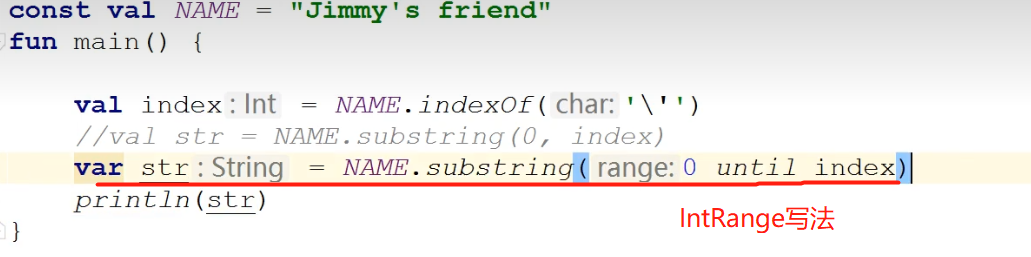 const val NAME = "Jimmy's friend"
fun main() {
val index: Int = NAME.indexOf( char: '\'')
//val str = NAME.substring(0, index)
var str: String = NAME.substring( range: 0 until index)
println(str)
IntRange写法
}